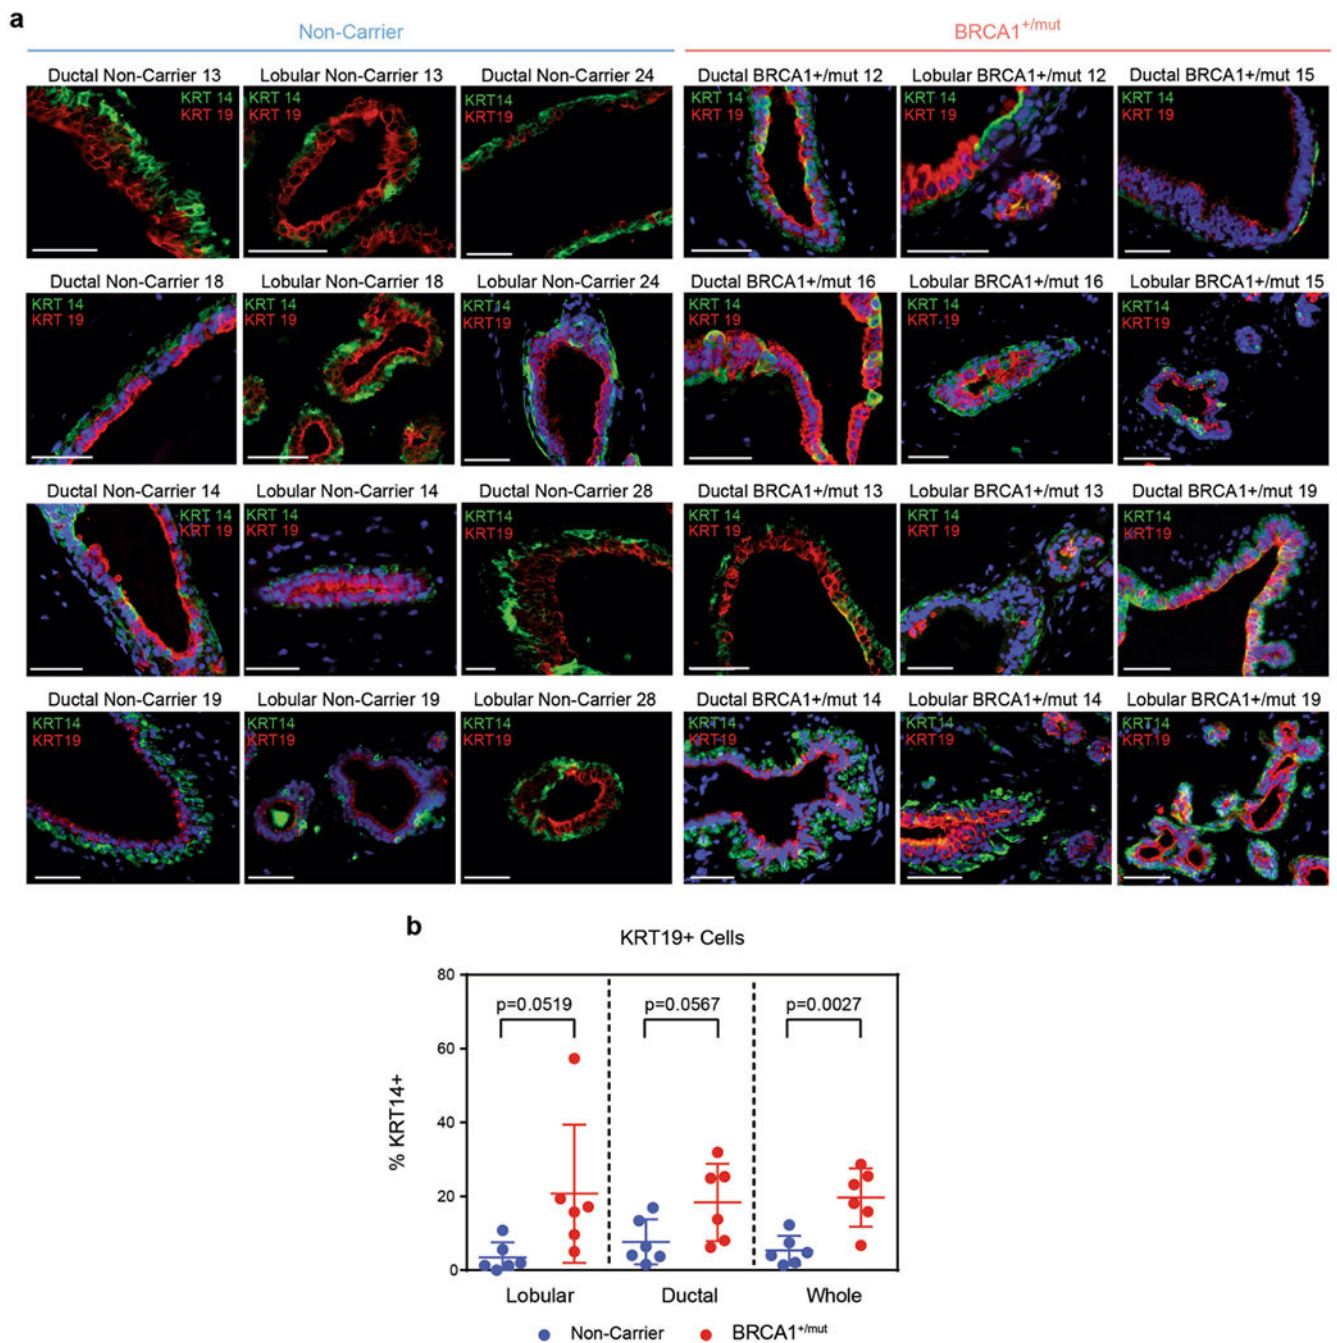 a
Non-Carrier
BRCA1+/mut
Ductal Non-Carrier 13
Lobular Non-Carrier 13
Ductal Non-Carrier 24
Ductal BRCA1+/mut 12
Lobular BRCA1+/mut 12
Ductal BRCA1+/mut 15
KRT 14
KRT 19
KRT 14
KRT 19
KRT 14
KRT 19
KRT 14
KRT 19
KRT 14
KRT 19
KRT 14
KRT 19
Ductal Non-Carrier 18
Lobular Non-Carrier 18
Lobular Non-Carrier 24
Ductal BRCA1+/mut 16
Lobular BRCA1+/mut 16
Lobular BRCA1+/mut 15
KRT 14
KRT 19
KRT 14
KRT 19
KRT 14
KRT 19
KRT 14
KRT 19
KRT 14
KRT 19
KRT 14
KRT19
Ductal Non-Carrier 14
Lobular Non-Carrier 14
Ductal Non-Carrier 28
Ductal BRCA1+/mut 13
Lobular BRCA1+/mut 13
Ductal BRCA1+/mut 19
KRT 14
KRT 19
KRT 14
KRT 19
KRT14
KRT19
KRT 14
KRT 19
KRT 14
KRT 19
KRT14
KRT19
Ductal Non-Carrier 19
Lobular Non-Carrier 19
Lobular Non-Carrier 28
Ductal BRCA1+/mut 14
Lobular BRCA1+/mut 14
Lobular BRCA1+/mut 19
KRT14
KRT19
KRT14
KRT19
KRT14
KRT19
KRT14
KRT19
KRT14
KRT19
KRT14
KRT19
b
KRT19+ Cells
% KRT14+
80
60
40
20
0
p=0.0519
p=0.0567
p=0.0027
Lobular
Ductal
Whole
Non-Carrier
BRCA1+/mut